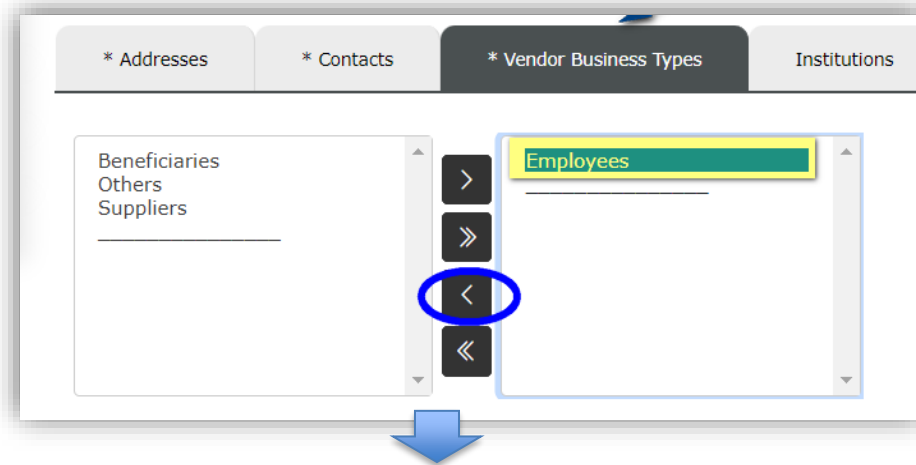 * Addresses
* Contacts
* Vendor Business Types
Institutions
Beneficiaries
Others
Suppliers
Employees